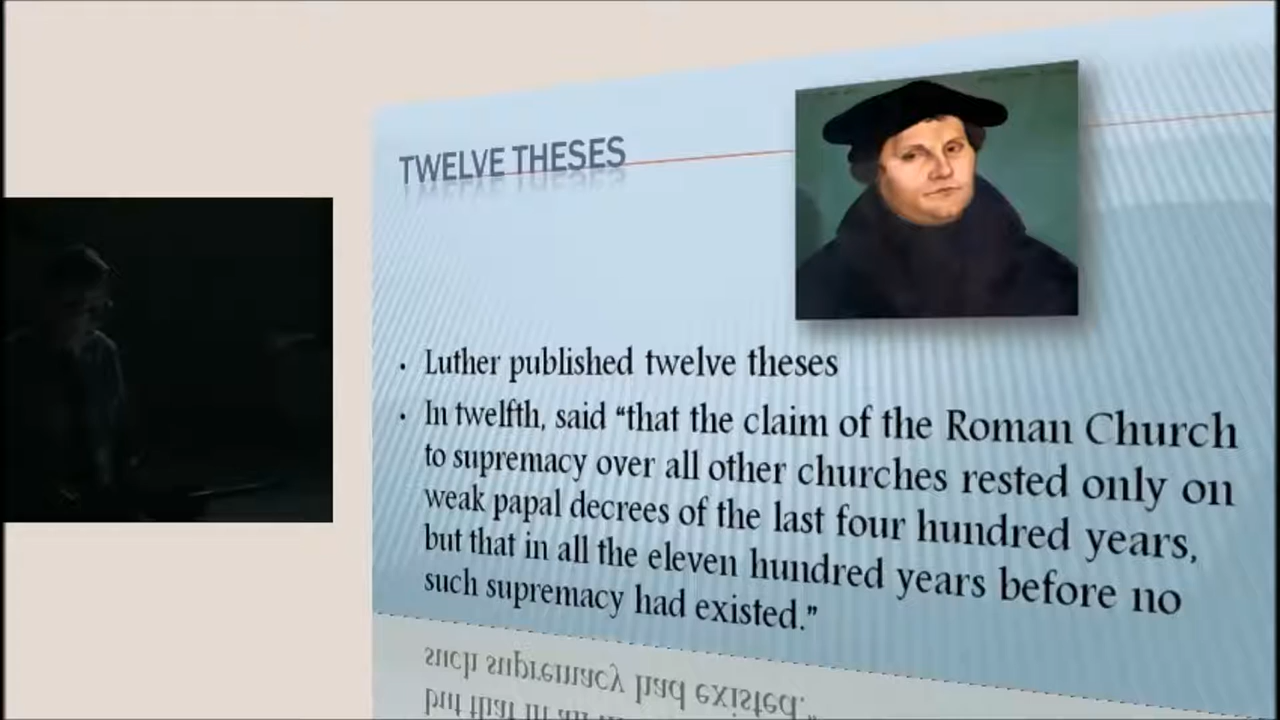 TWELVE THESES
• Luther published twelve theses
• In twelfth, said “that the claim of the Roman Church
to supremacy over all other churches rested only on
weak papal decrees of the last four hundred years,
but that in all the eleven hundred years before no
such supremacy had existed.”